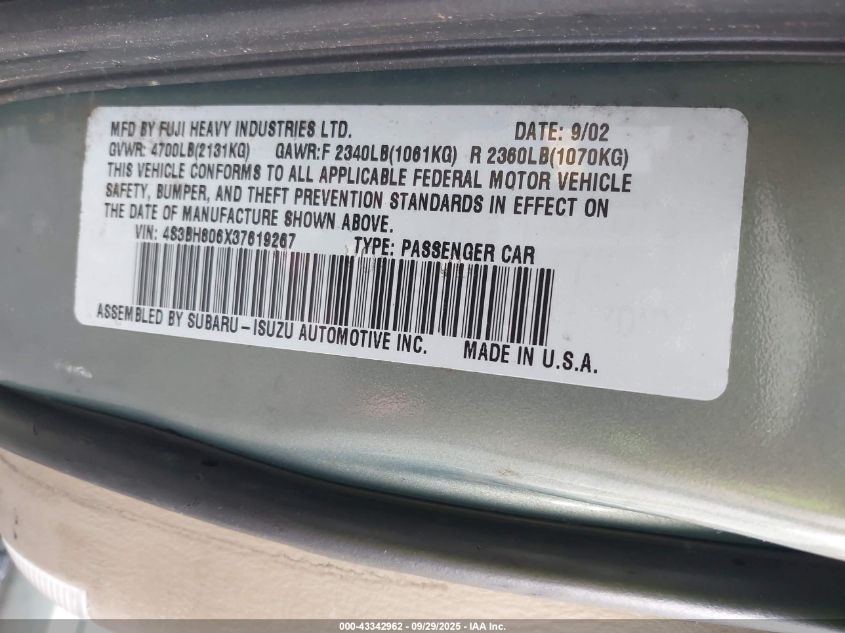 MFD BY FUJI HEAVY INDUSTRIES LTD. DATE: 9/02
GVWR: 4700LB(2131KG) GAWR:F 2340LB(1061KG) R 2360LB(1070KG)
THIS VEHICLE CONFORMS TO ALL APPLICABLE FEDERAL MOTOR VEHICLE
SAFETY, BUMPER, AND THEFT PREVENTION STANDARDS IN EFFECT ON
THE DATE OF MANUFACTURE SHOWN ABOVE.
VIN: 4S3BH806X37619267 TYPE: PASSENGER CAR
ASSEMBLED BY SUBARU-ISUZU AUTOMOTIVE INC. MADE IN U.S.A.
000-43342962 - 09/29/2025 - IAA Inc.